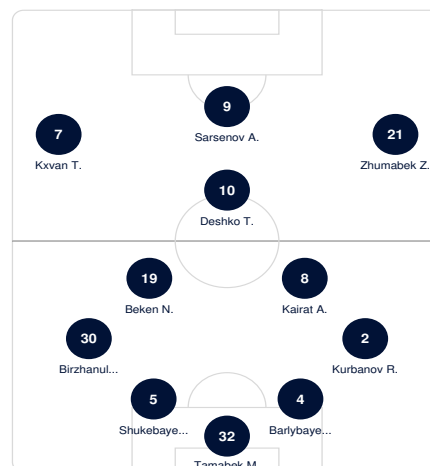 9
Sarsenov A.
7
Kxvan T.
21
Zhumabek Z.
10
Deshko T.
19
Beken N.
8
Kairat A.
30
Birzhanul...
2
Kurbanov R.
5
Shukebaye...
4
Barlybaye...
32
Tamabek M.